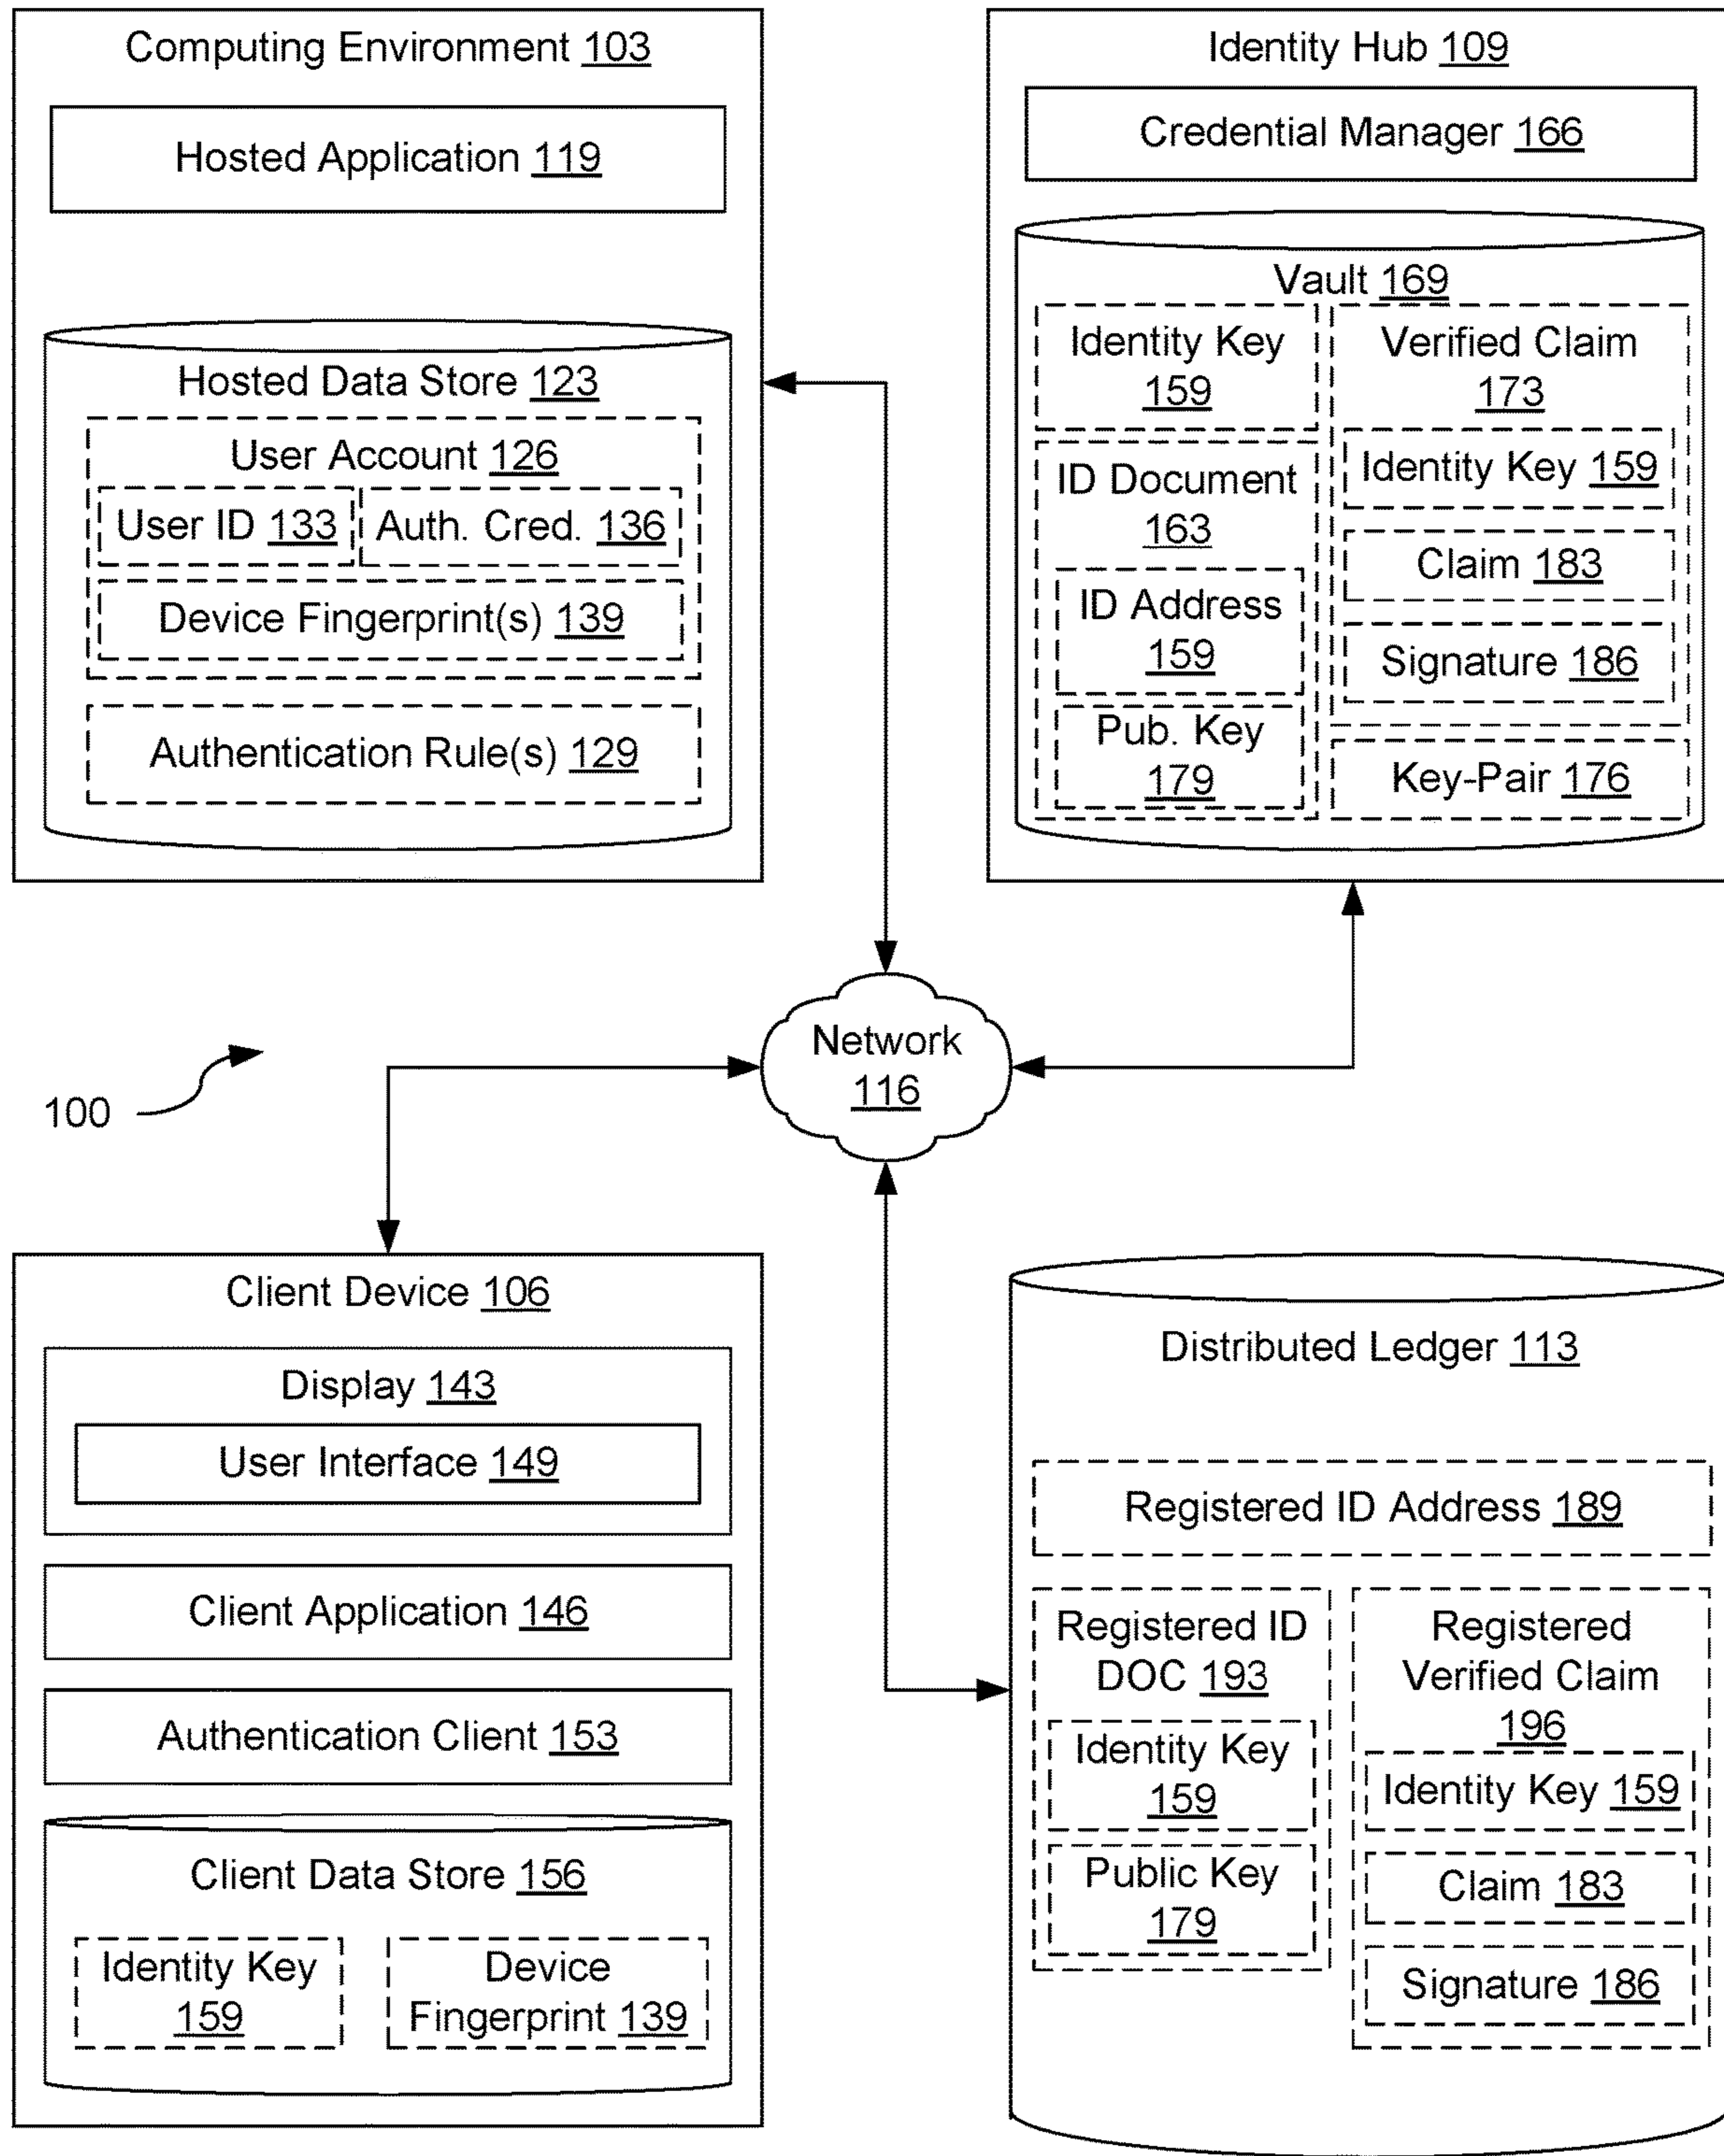 Computing Environment 103
Hosted Application 119
Hosted Data Store 123
User Account 126
User ID 133
Auth. Cred. 136
Device Fingerprint(s) 139
Authentication Rule(s) 129
Identity Hub 109
Credential Manager 166
Vault 169
Identity Key
159
ID Document
163
ID Address
159
Pub. Key
179
Verified Claim
173
Identity Key 159
Claim 183
Signature 186
Key-Pair 176
Network
116
100
Client Device 106
Display 143
User Interface 149
Client Application 146
Authentication Client 153
Client Data Store 156
Identity Key
159
Device
Fingerprint 139
Distributed Ledger 113
Registered ID Address 189
Registered ID
DOC 193
Identity Key
159
Public Key
179
Registered
Verified Claim
196
Identity Key 159
Claim 183
Signature 186